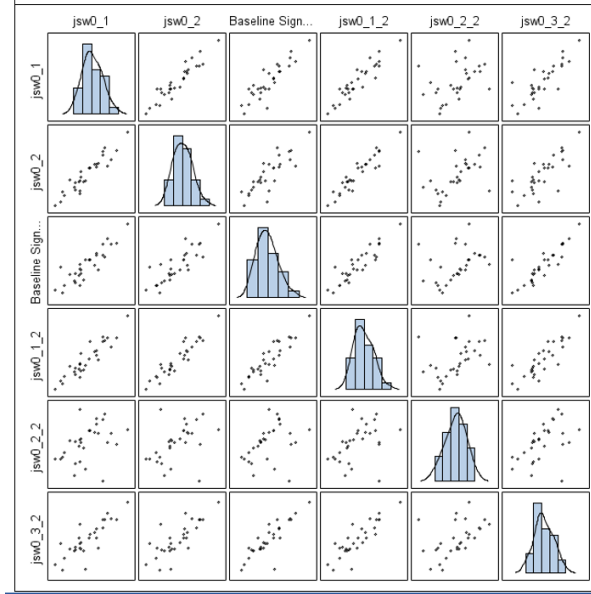 jsw0_1 jsw0_2 Baseline Sign... jsw0_1_2 jsw0_2_2 jsw0_3_2
jsw0_1
jsw0_2
Baseline Sign...
jsw0_1_2
jsw0_2_2
jsw0_3_2